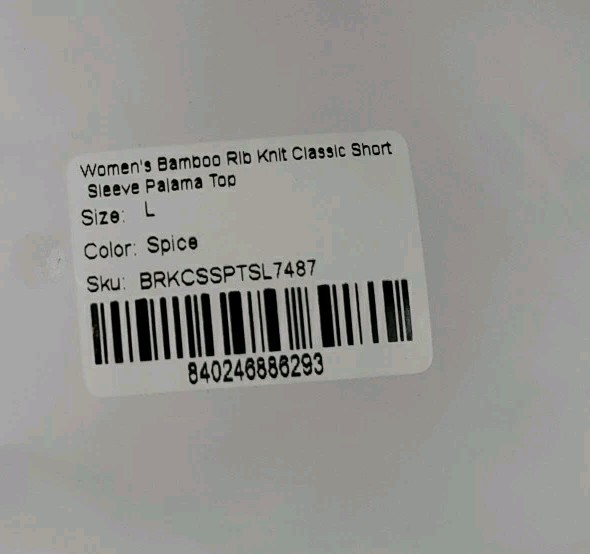 Women's Bamboo Rib Knit Classic Short
Sleeve Pajama Top
Size: L
Color: Spice
Sku: BRKCSSPTSL7487
840246886293